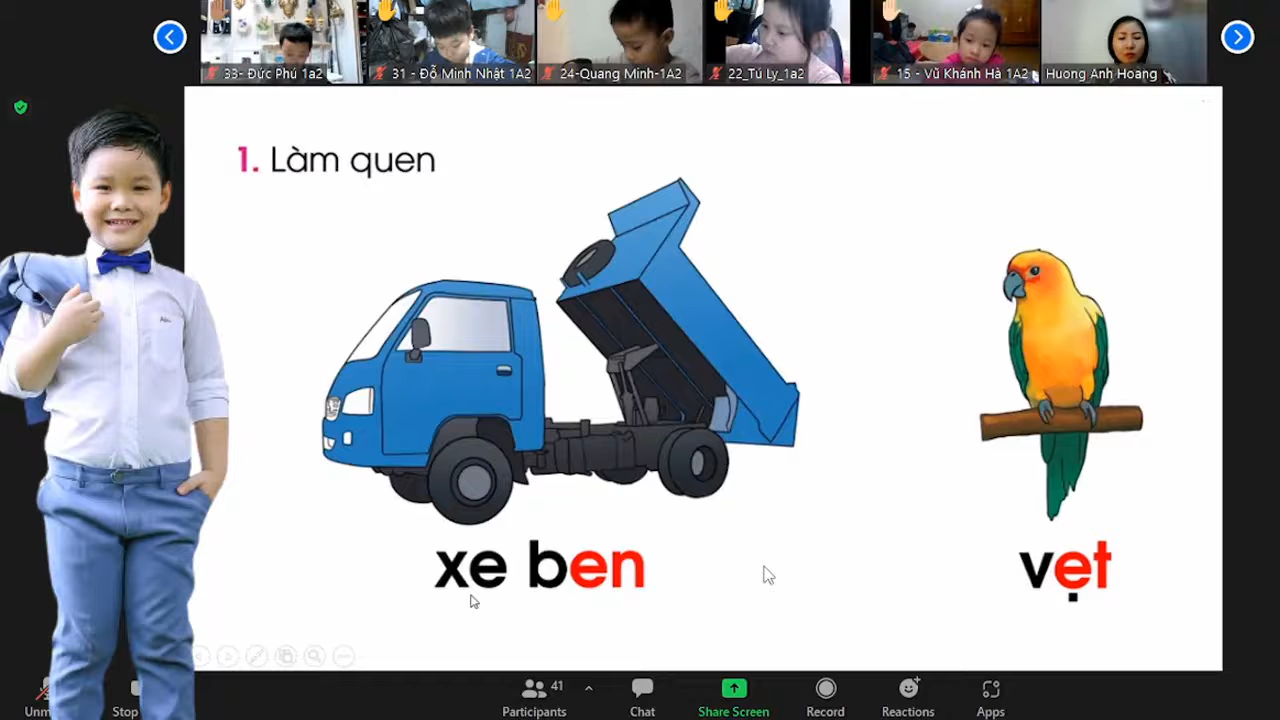 33- Đức Phú 1a2
31 - Đỗ Minh Nhật 1A2
24-Quang Minh-1A2
22_Tú Ly_1a2
15 - Vũ Khánh Hà 1A2
Huong Anh Hoang
1. Làm quen
xe ben
vẹt
Unm
Stop
41
Participants
Chat
Share Screen
Record
Reactions
Apps